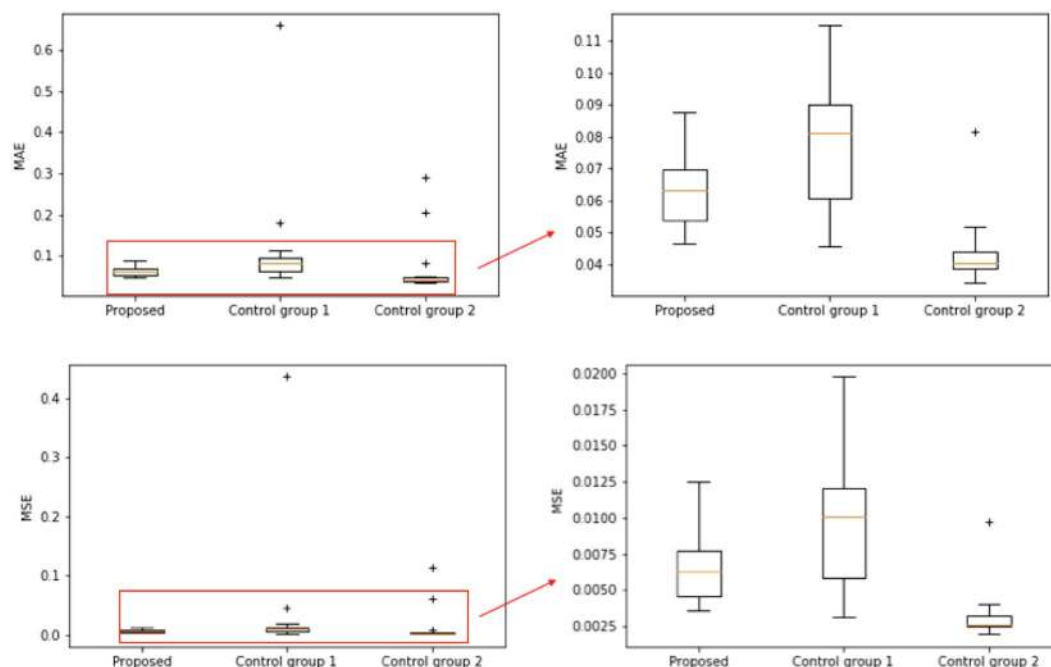 MAE
0.6
0.5
0.4
0.3
0.2
0.1
Proposed
Control group 1
Control group 2
MAE
0.11
0.10
0.09
0.08
0.07
0.06
0.05
0.04
Proposed
Control group 1
Control group 2
MSE
0.4
0.3
0.2
0.1
0.0
Proposed
Control group 1
Control group 2
MSE
0.0200
0.0175
0.0150
0.0125
0.0100
0.0075
0.0050
0.0025
Proposed
Control group 1
Control group 2